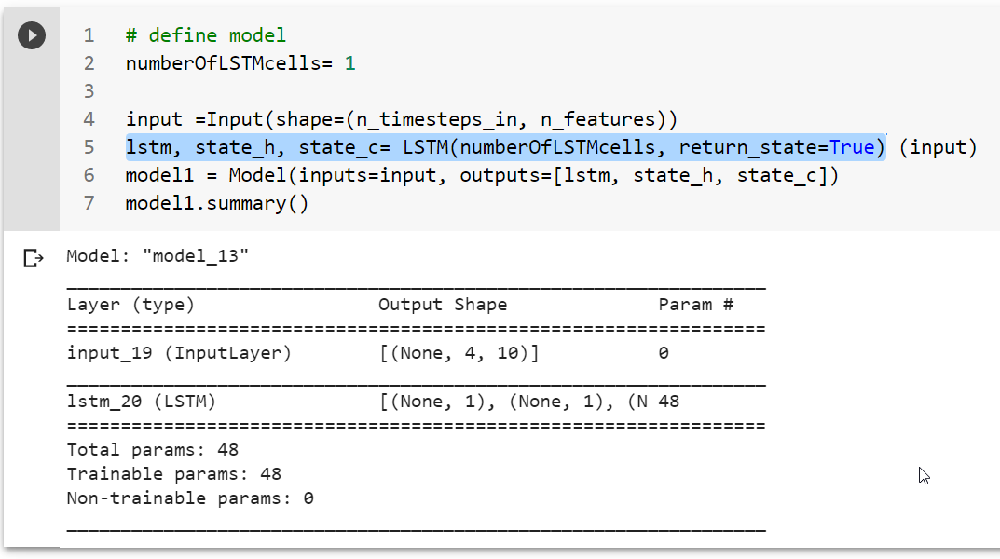 1 # define model
2 numberOfLSTMcells= 1
3
4 input =Input(shape=(n_timesteps_in, n_features))
5 lstm, state_h, state_c= LSTM(numberOfLSTMcells, return_state=True) (input)
6 model1 = Model(inputs=input, outputs=[lstm, state_h, state_c])
7 model1.summary()
Model: "model_13"
_________________________________________________________________
Layer (type) Output Shape Param #
=================================================================
input_19 (InputLayer) [(None, 4, 10)] 0
_________________________________________________________________
lstm_20 (LSTM) [(None, 1), (None, 1), (N 48
=================================================================
Total params: 48
Trainable params: 48
Non-trainable params: 0
_________________________________________________________________